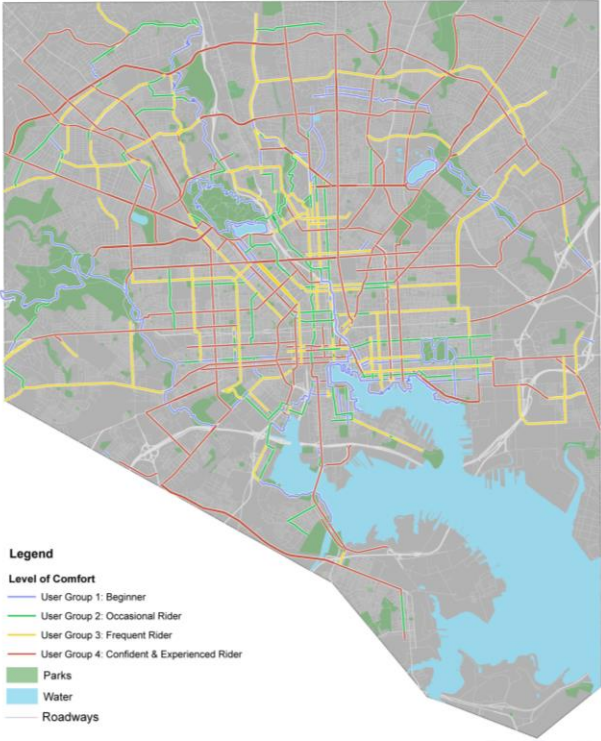 Legend
Level of Comfort
User Group 1: Beginner
User Group 2: Occasional Rider
User Group 3: Frequent Rider
User Group 4: Confident & Experienced Rider
Parks
Water
Roadways